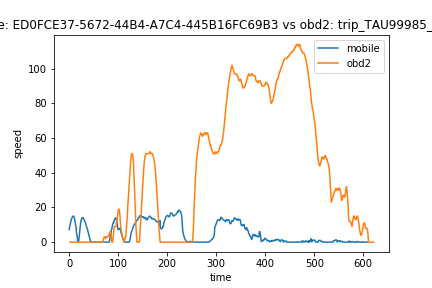 e: ED0FCE37-5672-44B4-A7C4-445B16FC69B3 vs obd2: trip_TAU99985_
mobile
obd2
100
80
60
40
20
0
speed
0 100 200 300 400 500 600
time